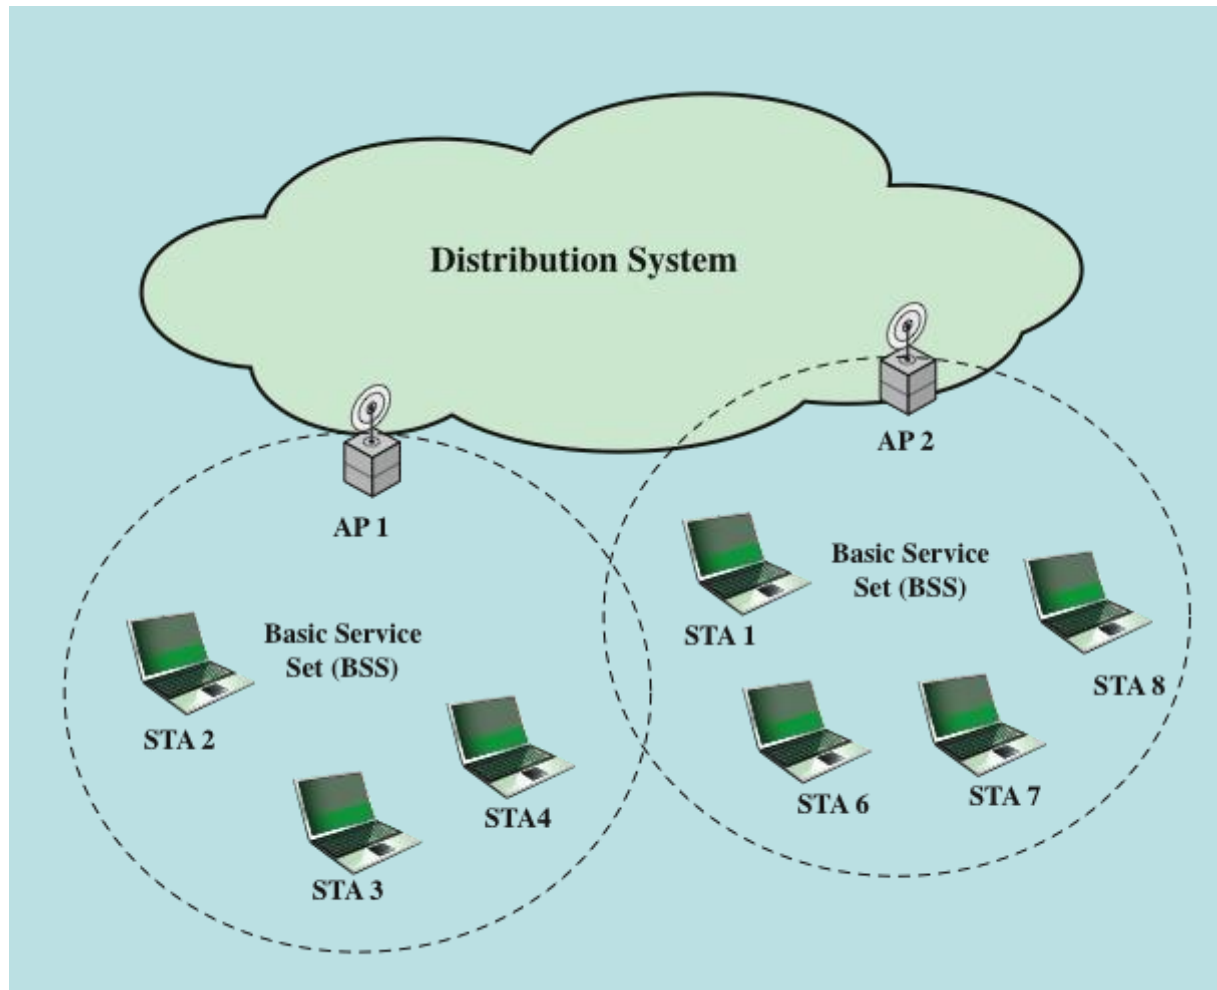 Distribution System
AP 2
AP 1
Basic Service
Set (BSS)
STA 1
STA 8
Basic Service
Set (BSS)
STA 2
STA 6
STA 7
STA4
STA 3